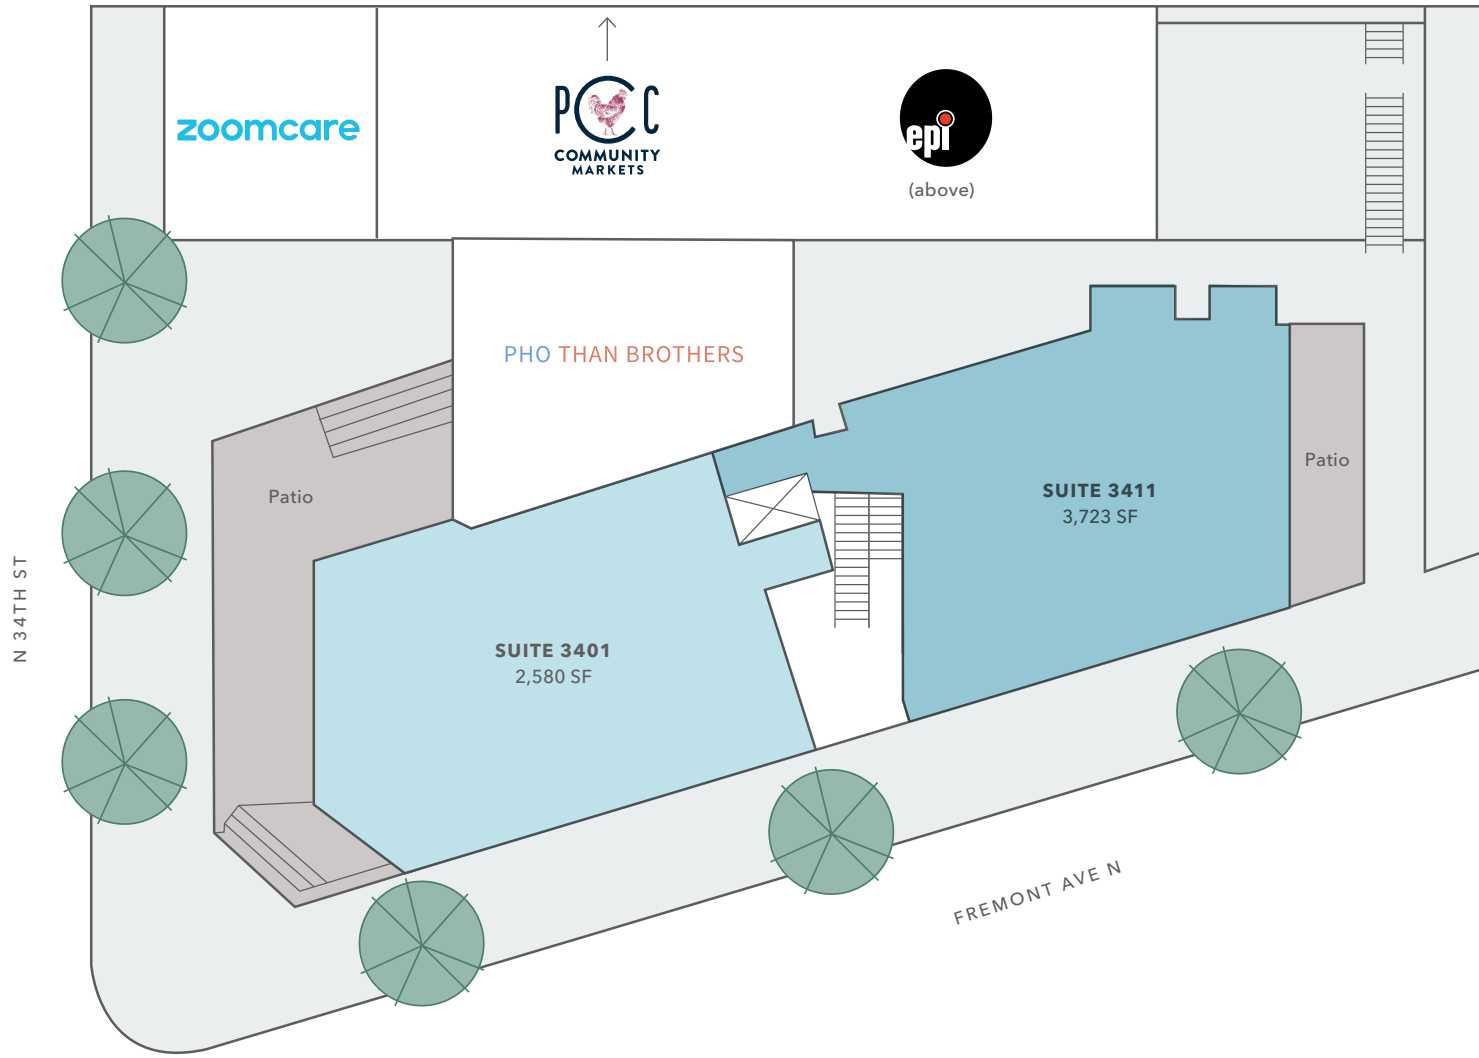 zoomcare
PCC
COMMUNITY
MARKETS
epi
(above)
PHO THAN BROTHERS
Patio
Patio
SUITE 3411
3,723 SF
SUITE 3401
2,580 SF
N 34TH ST
FREMONT AVE N